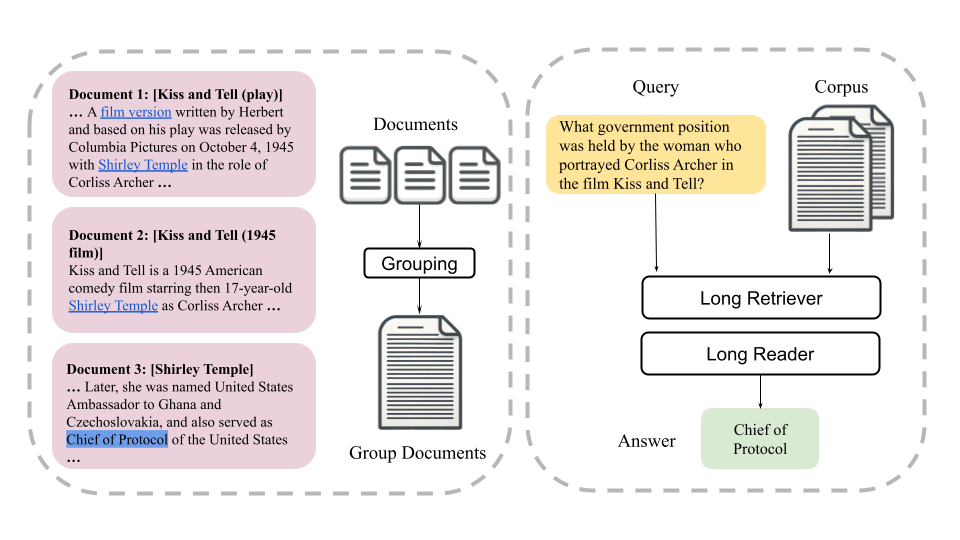 Document 1: [Kiss and Tell (play)]
... A film version written by Herbert
and based on his play was released by
Columbia Pictures on October 4, 1945
with Shirley Temple in the role of
Corliss Archer ...
Document 2: [Kiss and Tell (1945
film)]
Kiss and Tell is a 1945 American
comedy film starring then 17-year-old
Shirley Temple as Corliss Archer ...
Document 3: [Shirley Temple]
... Later, she was named United States
Ambassador to Ghana and
Czechoslovakia, and also served as
Chief of Protocol of the United States
...
Documents
Grouping
Group Documents
Query
What government position
was held by the woman who
portrayed Corliss Archer in
the film Kiss and Tell?
Corpus
Long Retriever
Long Reader
Answer
Chief of
Protocol